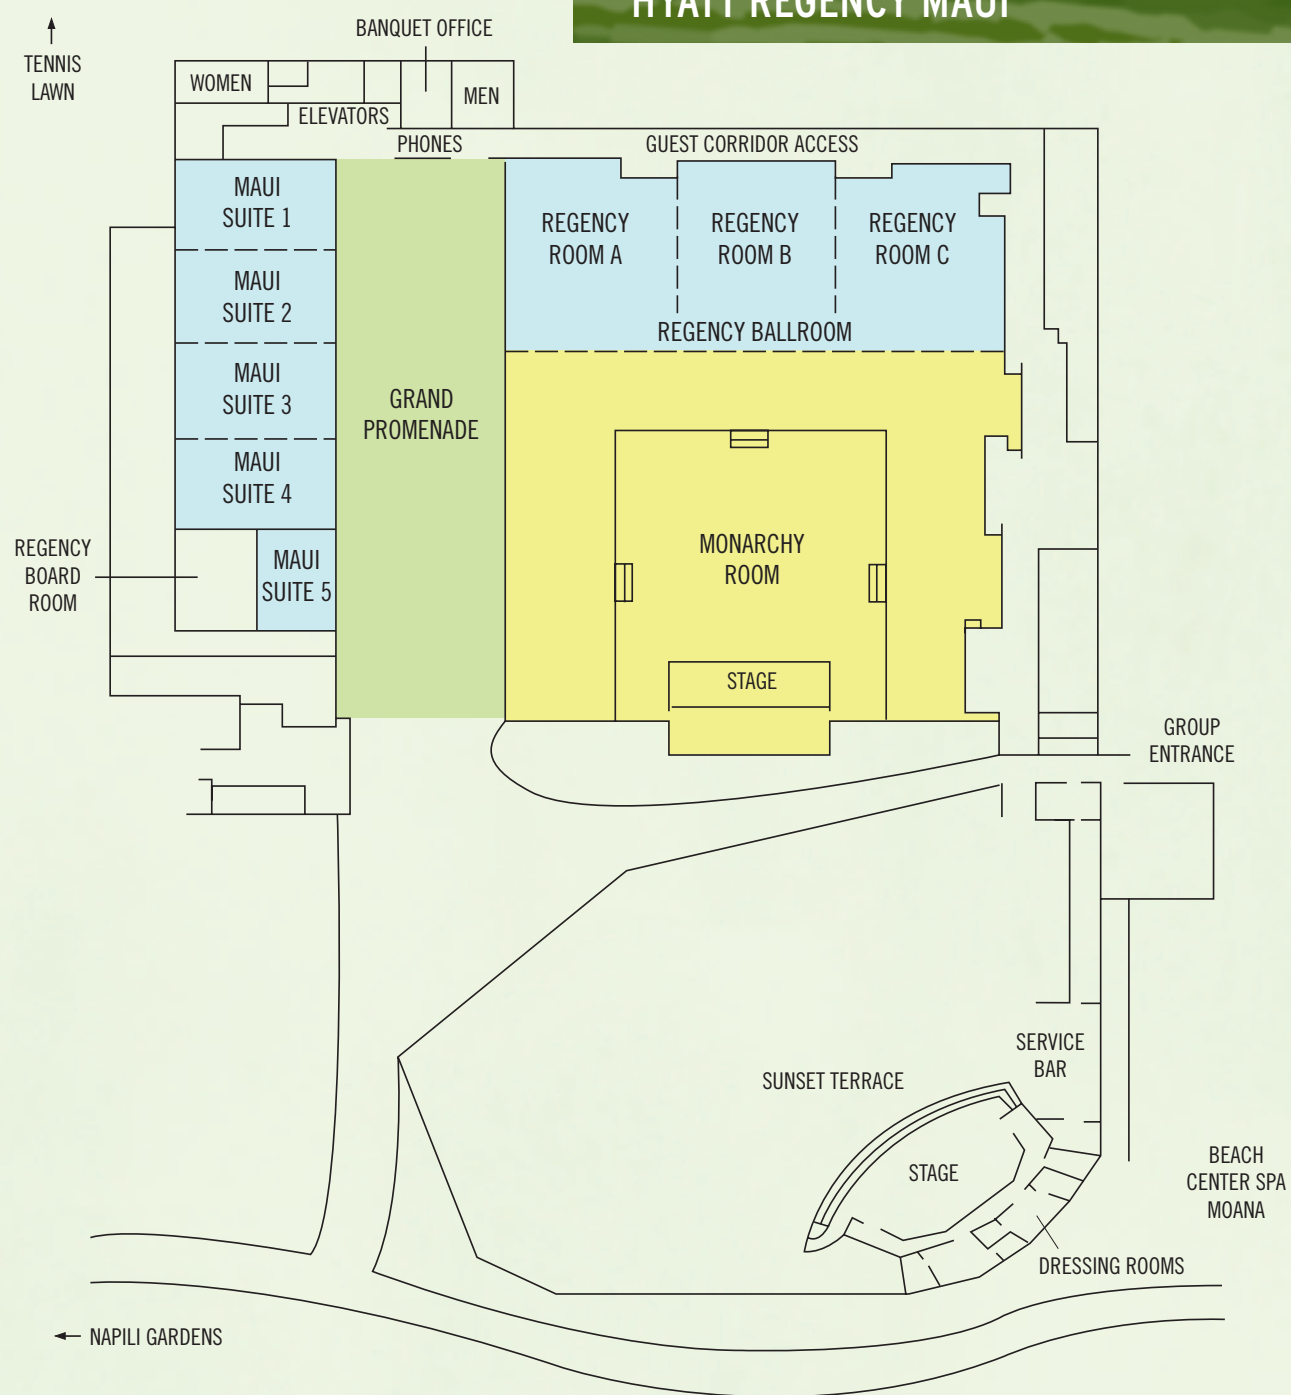 HYATT REGENCY MAUI
BANQUET OFFICE
TENNIS
LAWN
WOMEN
MEN
ELEVATORS
PHONES
GUEST CORRIDOR ACCESS
MAUI
SUITE 1
REGENCY
ROOM A
REGENCY
ROOM B
REGENCY
ROOM C
MAUI
SUITE 2
REGENCY BALLROOM
MAUI
SUITE 3
GRAND
PROMENADE
MAUI
SUITE 4
REGENCY
BOARD
ROOM
MAUI
SUITE 5
MONARCHY
ROOM
STAGE
GROUP
ENTRANCE
SERVICE
BAR
SUNSET TERRACE
STAGE
BEACH
CENTER SPA
MOANA
DRESSING ROOMS
NAPILI GARDENS